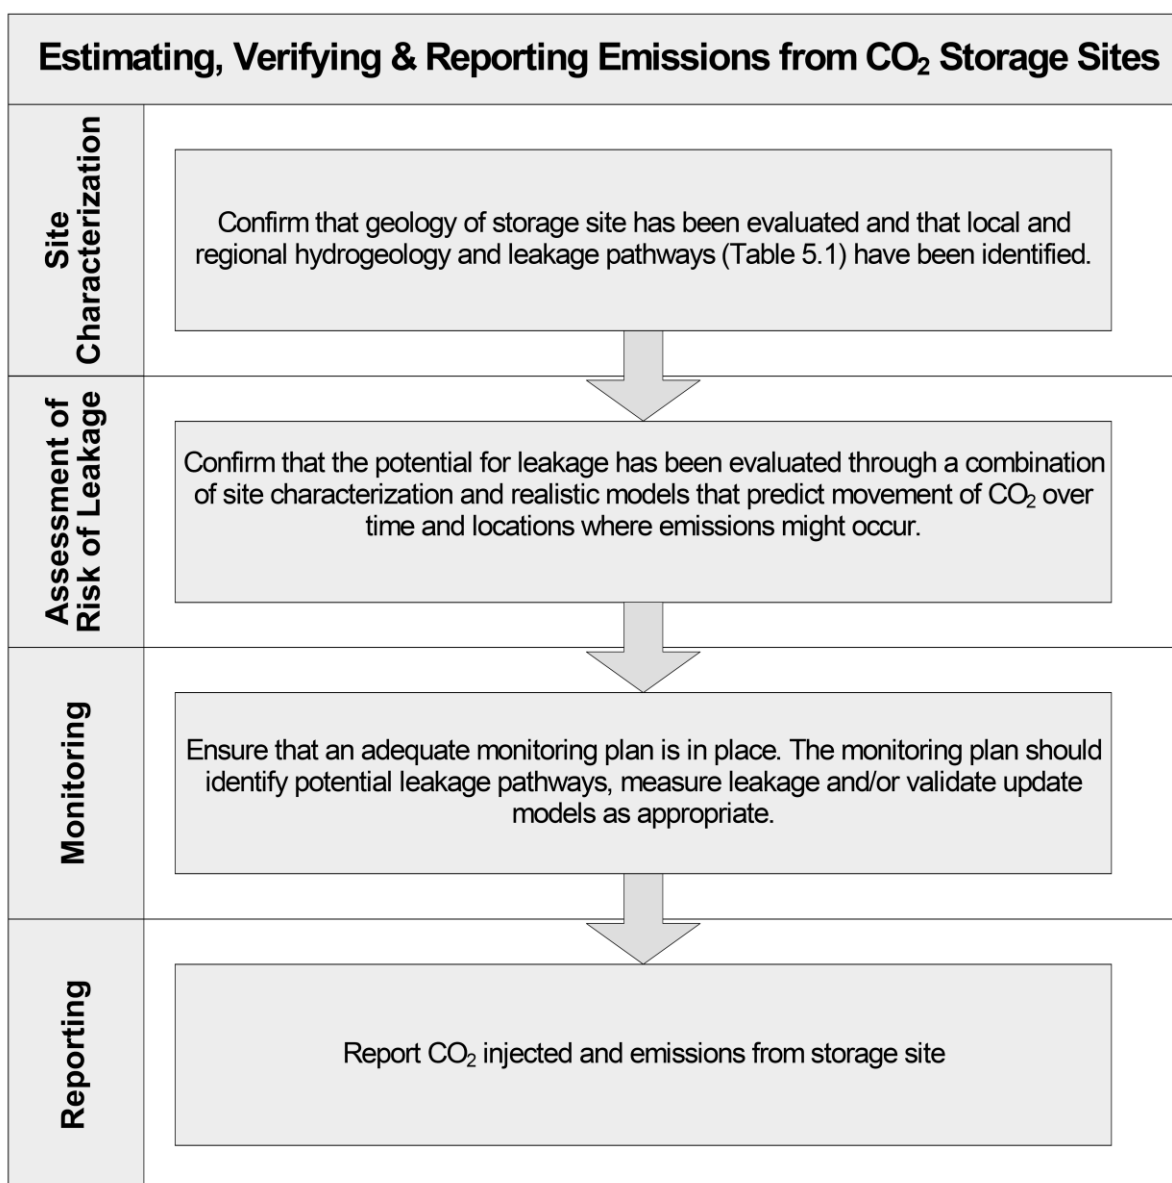 Estimating, Verifying & Reporting Emissions from CO₂ Storage Sites
Site
Characterization
Confirm that geology of storage site has been evaluated and that local and
regional hydrogeology and leakage pathways (Table 5.1) have been identified.
Assessment of
Risk of Leakage
Confirm that the potential for leakage has been evaluated through a combination
of site characterization and realistic models that predict movement of CO₂ over
time and locations where emissions might occur.
Monitoring
Ensure that an adequate monitoring plan is in place. The monitoring plan should
identify potential leakage pathways, measure leakage and/or validate update
models as appropriate.
Reporting
Report CO₂ injected and emissions from storage site